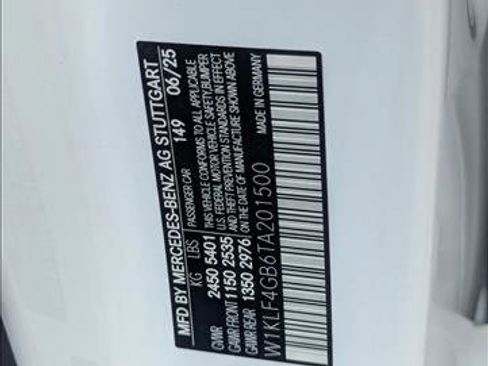 MFD BY MERCEDES-BENZ AG STUTTGART
KG LBS PASSENGER CAR 149 06/25
GVWR 2450 5401 THIS VEHICLE CONFORMS TO ALL APPLICABLE
U.S. FEDERAL MOTOR VEHICLE SAFETY, BUMPER
GAWR FRONT 1150 2535 AND THEFT PREVENTION STANDARDS IN EFFECT
GAWR REAR 1350 2976 ON THE DATE OF MANUFACTURE SHOWN ABOVE
W1KLF4GB6TA201500 MADE IN GERMANY